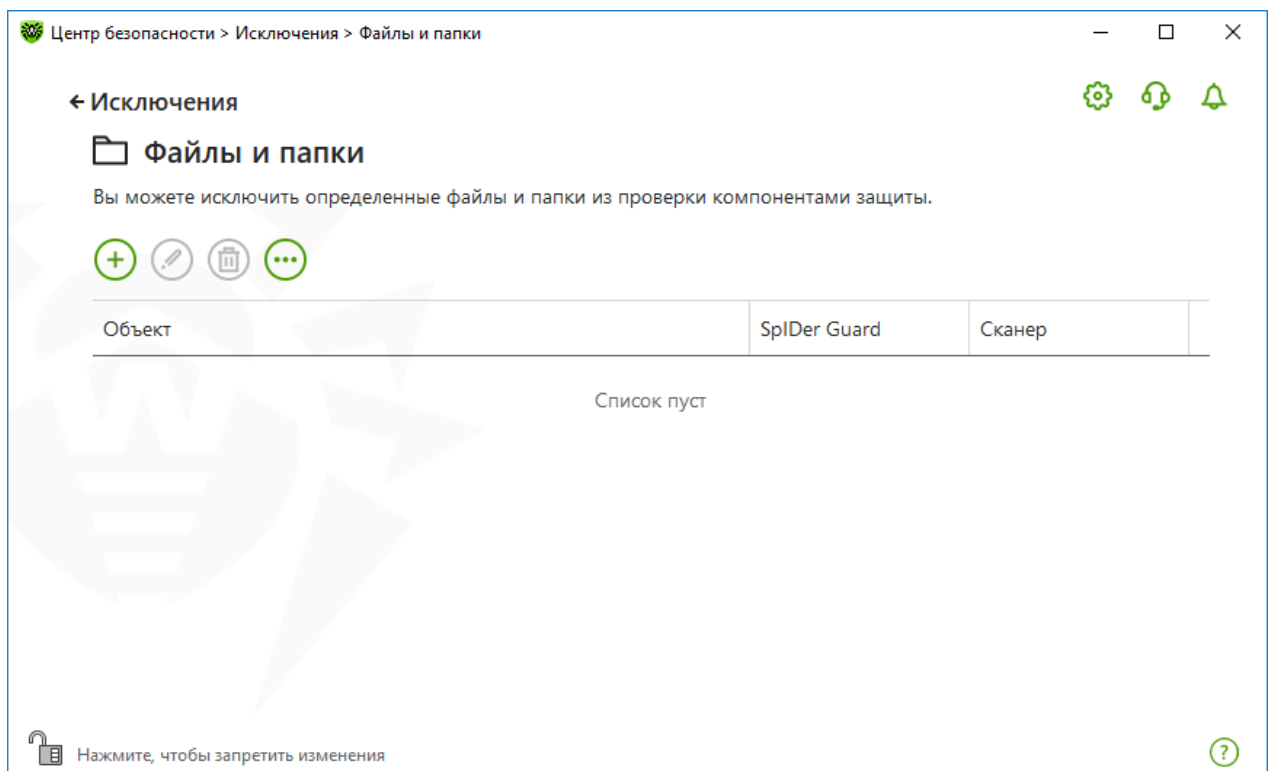 Центр безопасности > Исключения > Файлы и папки
Исключения
Файлы и папки
Вы можете исключить определенные файлы и папки из проверки компонентами защиты.
Объект SpIDer Guard Сканер
Список пуст
Нажмите, чтобы запретить изменения
?